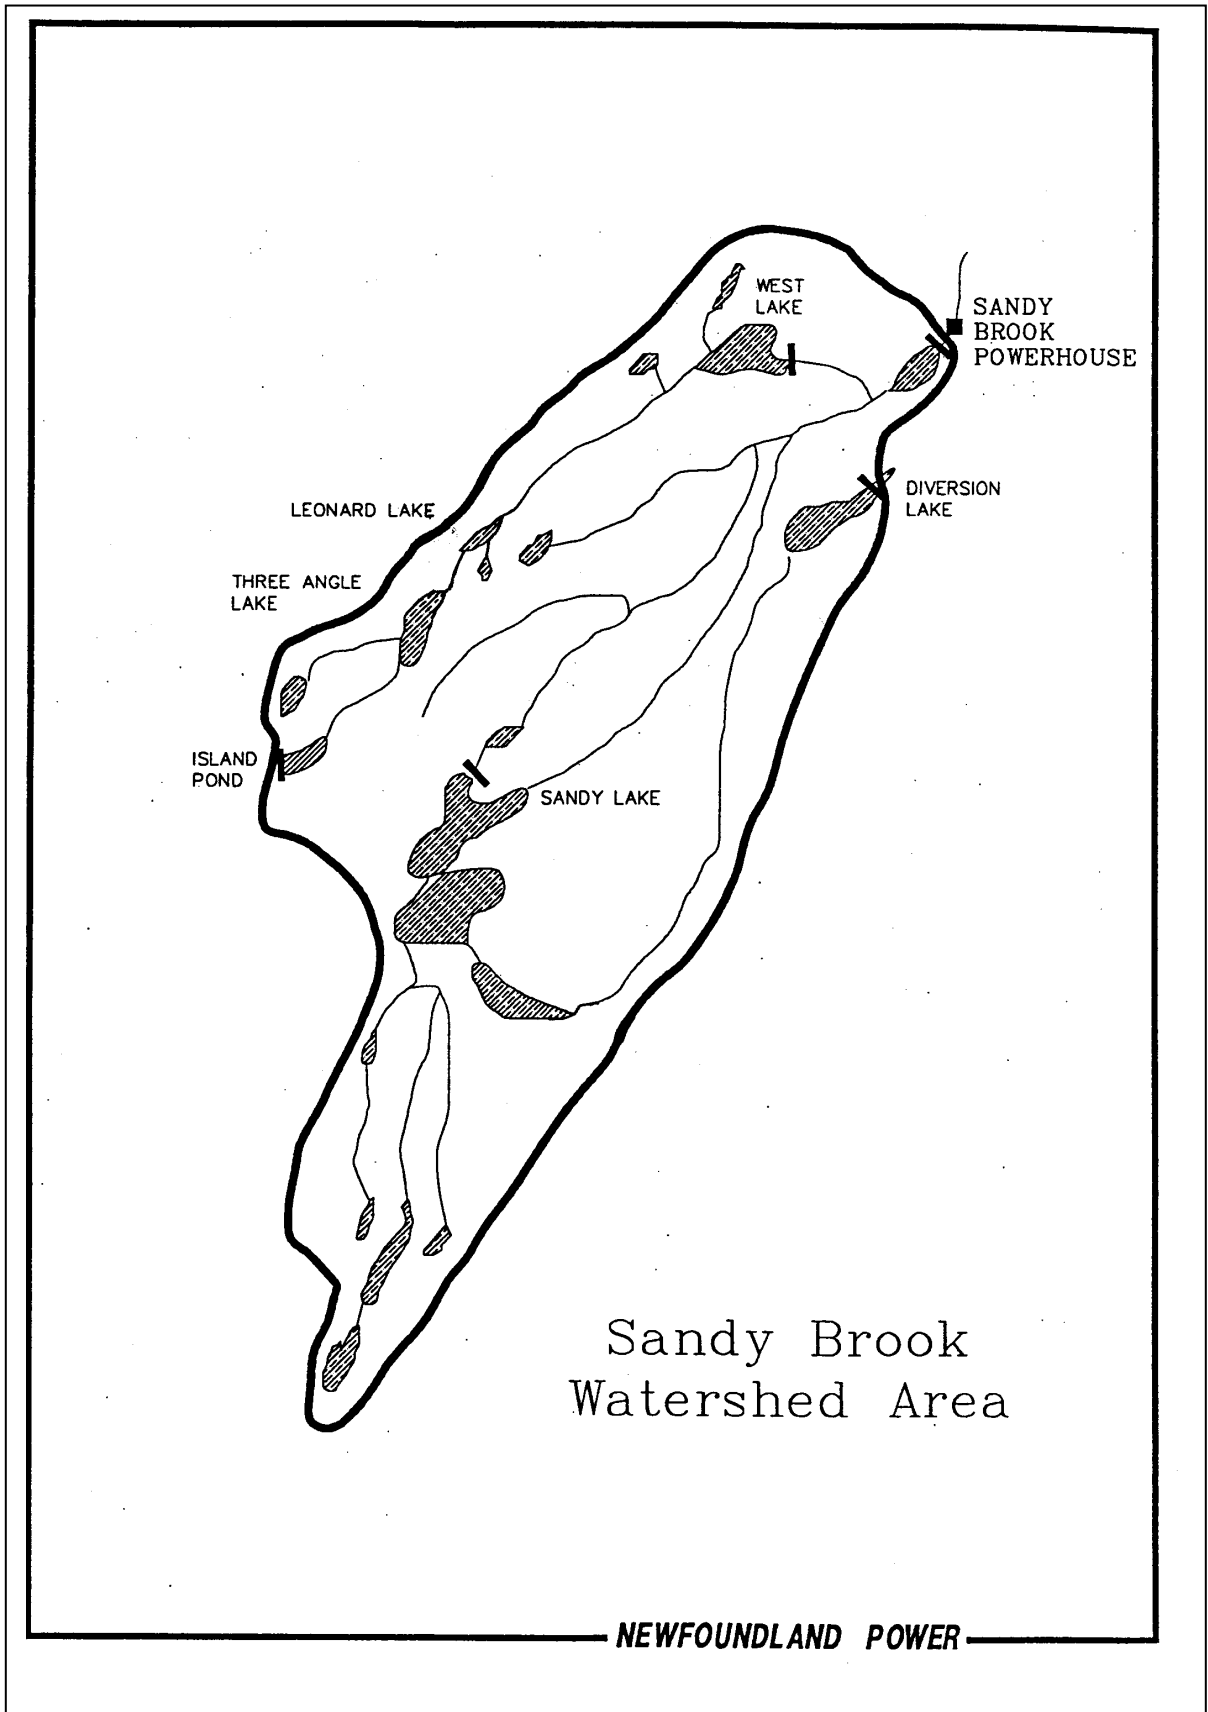 WEST
LAKE
SANDY
BROOK
POWERHOUSE
LEONARD LAKE
DIVERSION
LAKE
THREE ANGLE
LAKE
ISLAND
POND
SANDY LAKE
Sandy Brook
Watershed Area
NEWFOUNDLAND POWER